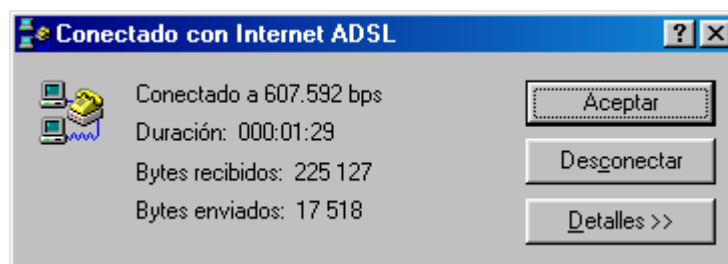 Conectado con Internet ADSL
Conectado a 607.592 bps
Duración: 000:01:29
Bytes recibidos: 225 127
Bytes enviados: 17 518
Aceptar
Desconectar
Detalles >>